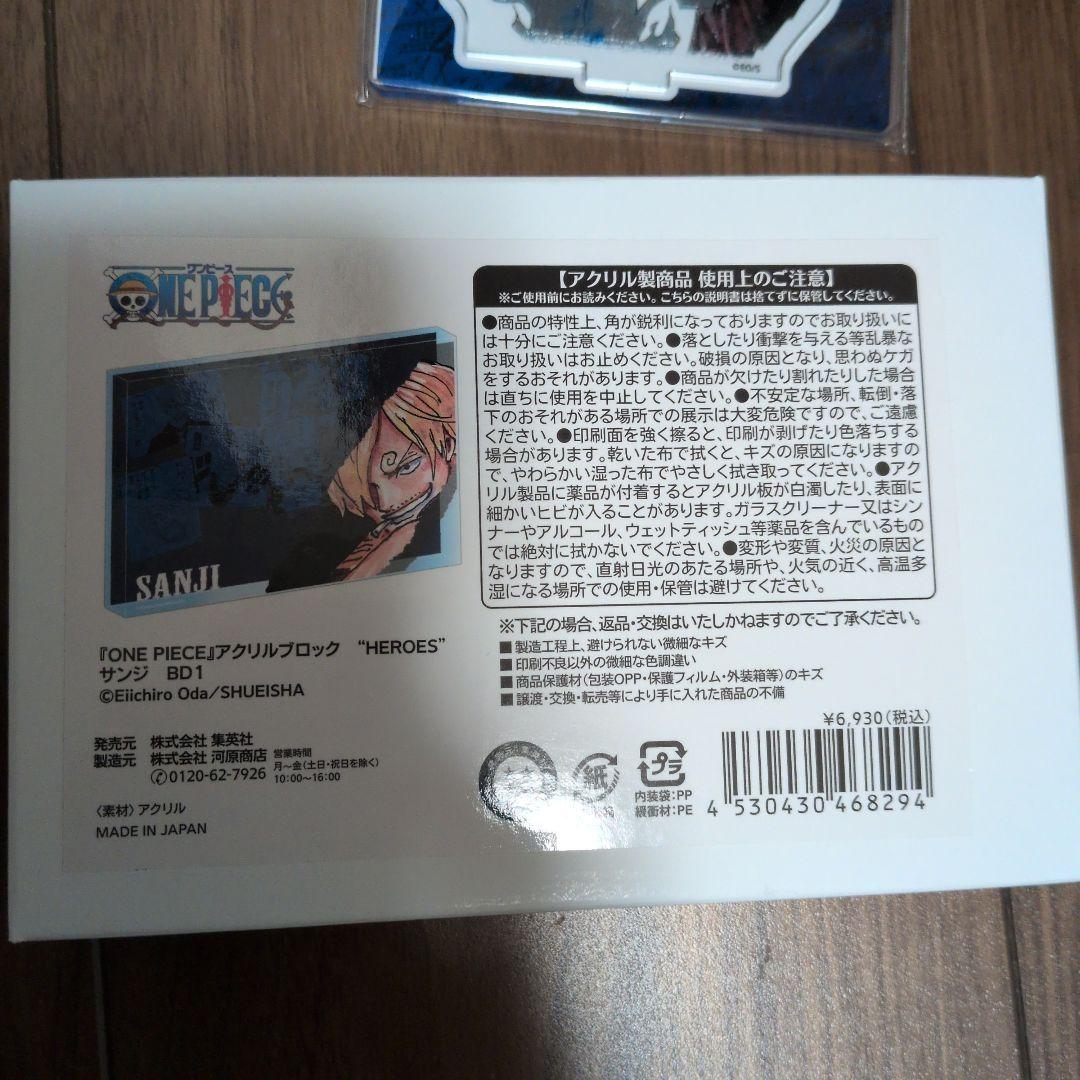 ©EO/S
ワンピース
ONE PIECE
SANJI
『ONE PIECE』アクリルブロック “HEROES”
サンジ BD1
©Eiichiro Oda/SHUEISHA
発売元 株式会社 集英社
製造元 株式会社 河原商店
0120-62-7926
営業時間
月〜金(土日・祝日を除く)
10:00〜16:00
〈素材〉アクリル
MADE IN JAPAN
【アクリル製商品 使用上のご注意】
※ご使用前にお読みください。こちらの説明書は捨てずに保管してください。
●商品の特性上、角が鋭利になっておりますのでお取り扱いに
は十分にご注意ください。●落としたり衝撃を与える等乱暴な
お取り扱いはお止めください。破損の原因となり、思わぬケガ
をするおそれがあります。●商品が欠けたり割れたりした場合
は直ちに使用を中止してください。●不安定な場所、転倒・落
下のおそれがある場所での展示は大変危険ですので、ご遠慮
ください。●印刷面を強く擦ると、印刷が剥げたり色落ちする
場合があります。乾いた布で拭くと、キズの原因になりますの
で、やわらかい湿った布でやさしく拭き取ってください。●アク
リル製品に薬品が付着するとアクリル板が白濁したり、表面に
細かいヒビが入ることがあります。ガラスクリーナー又はシン
ナーやアルコール、ウェットティッシュ等薬品を含んでいるもの
では絶対に拭かないでください。●変形や変質、火災の原因と
なりますので、直射日光のあたる場所や、火気の近く、高温多
湿になる場所での使用・保管は避けてください。
※下記の場合、返品・交換はいたしかねますのでご了承ください。
■製造工程上、避けられない微細なキズ
■印刷不良以外の微細な色調違い
■商品保護材(包装OPP・保護フィルム・外装箱等)のキズ
■譲渡・交換・転売等により手に入れた商品の不備
¥6,930(税込)
紙
プラ
内装袋:PP
緩衝材:PE
4 530430 468294